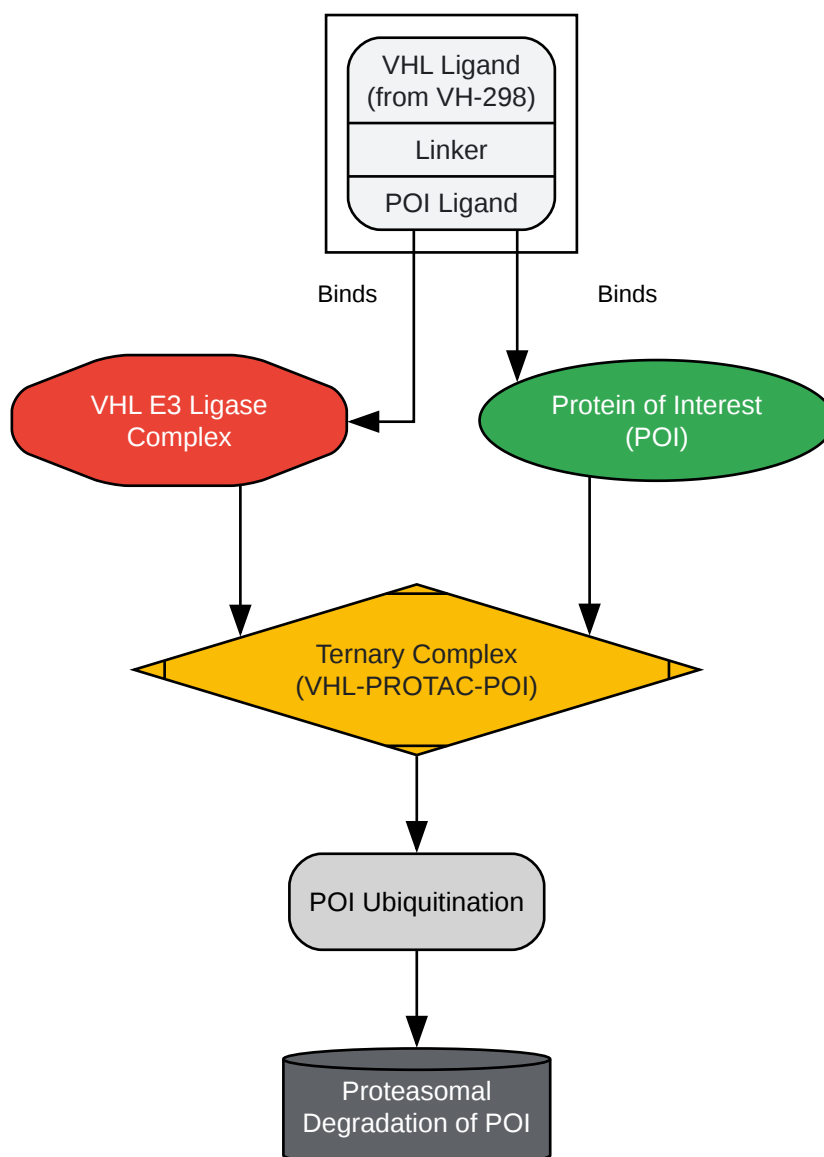 VHL Ligand
(from VH-298)
Linker
POI Ligand
Binds
Binds
VHL E3 Ligase
Complex
Protein of Interest
(POI)
Ternary Complex
(VHL-PROTAC-POI)
POI Ubiquitination
Proteasomal
Degradation of POI